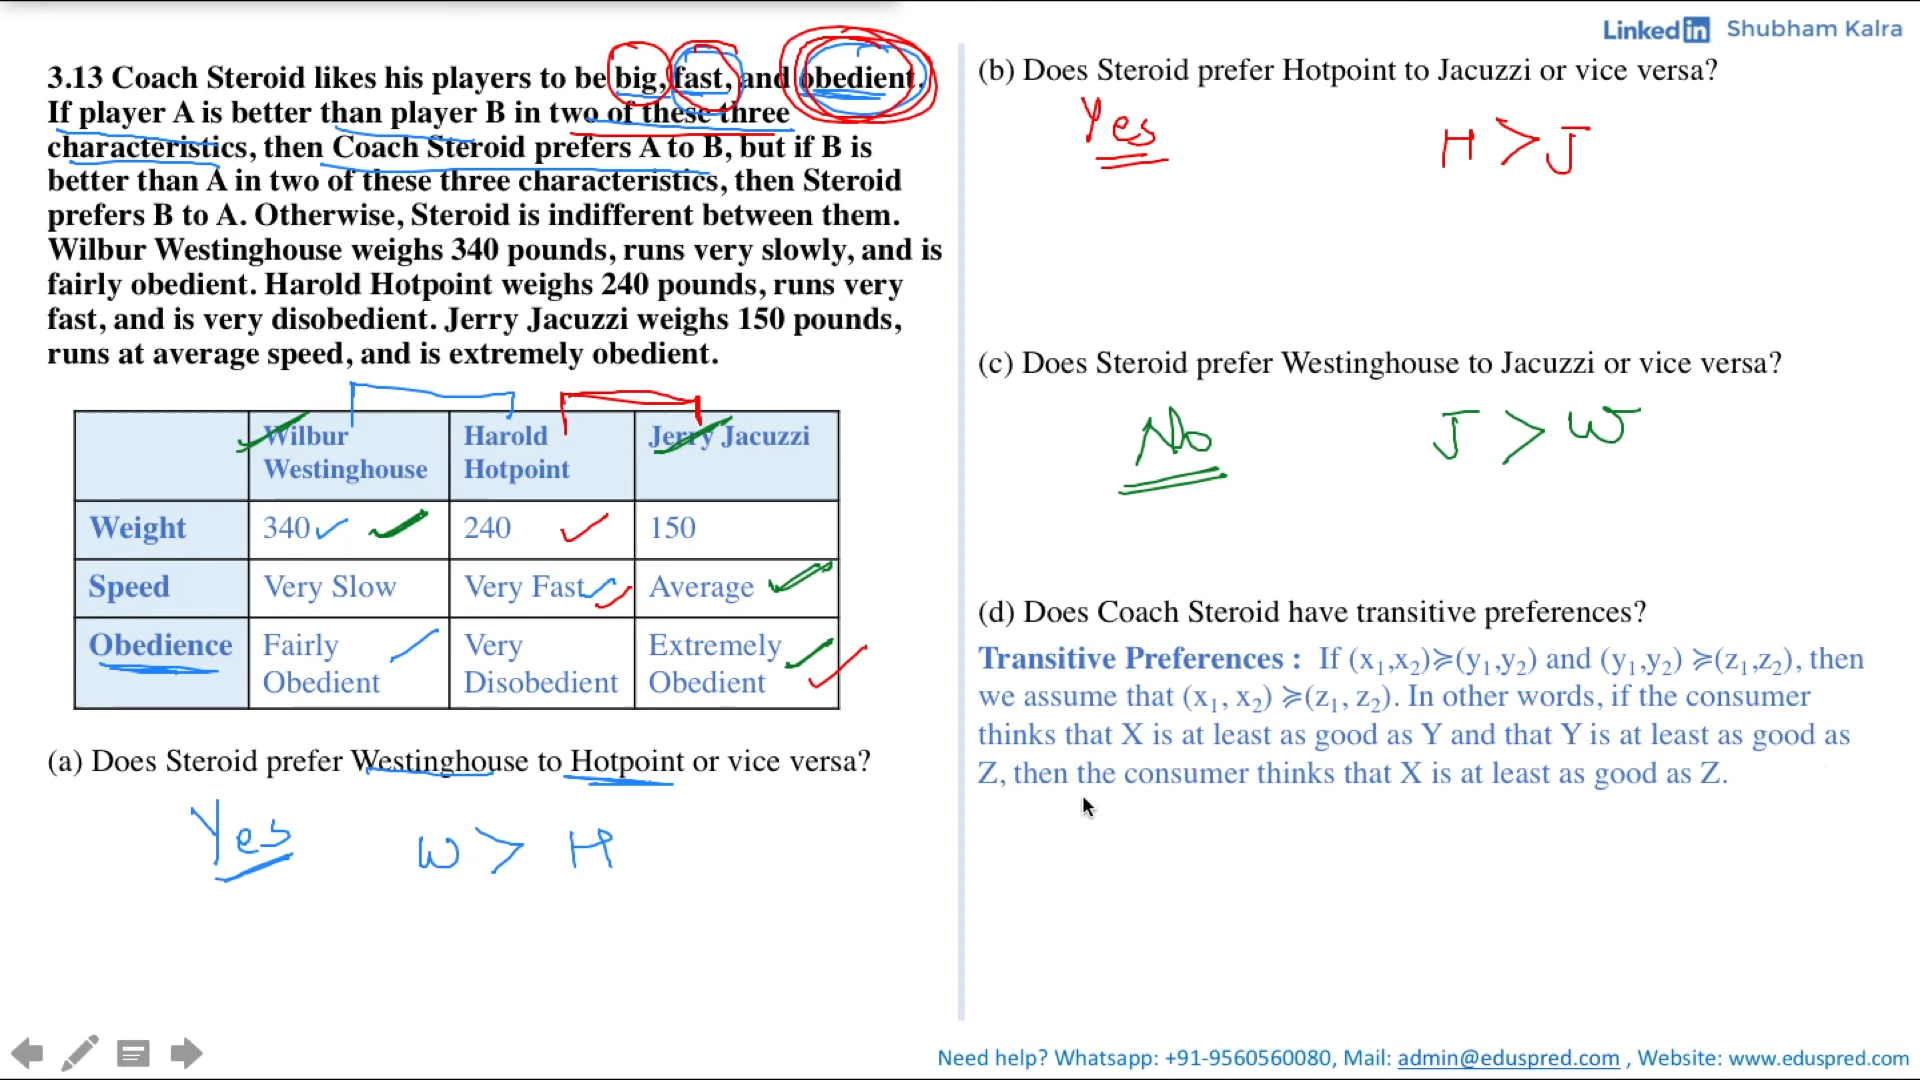 Linked in Shubham Kalra
3.13 Coach Steroid likes his players to be big, fast, and obedient.
If player A is better than player B in two of these three
characteristics, then Coach Steroid prefers A to B, but if B is
better than A in two of these three characteristics, then Steroid
prefers B to A. Otherwise, Steroid is indifferent between them.
Wilbur Westinghouse weighs 340 pounds, runs very slowly, and is
fairly obedient. Harold Hotpoint weighs 240 pounds, runs very
fast, and is very disobedient. Jerry Jacuzzi weighs 150 pounds,
runs at average speed, and is extremely obedient.
Wilbur Westinghouse Harold Hotpoint Jerry Jacuzzi
Weight 340 240 150
Speed Very Slow Very Fast Average
Obedience Fairly Obedient Very Disobedient Extremely Obedient
(a) Does Steroid prefer Westinghouse to Hotpoint or vice versa?
Yes W > H
(b) Does Steroid prefer Hotpoint to Jacuzzi or vice versa?
Yes H > J
(c) Does Steroid prefer Westinghouse to Jacuzzi or vice versa?
No J > W
(d) Does Coach Steroid have transitive preferences?
Transitive Preferences : If (x₁,x₂)≽(y₁,y₂) and (y₁,y₂) ≽(z₁,z₂), then
we assume that (x₁, x₂) ≽(z₁, z₂). In other words, if the consumer
thinks that X is at least as good as Y and that Y is at least as good as
Z, then the consumer thinks that X is at least as good as Z.
Need help? Whatsapp: +91-9560560080, Mail: admin@eduspred.com , Website: www.eduspred.com